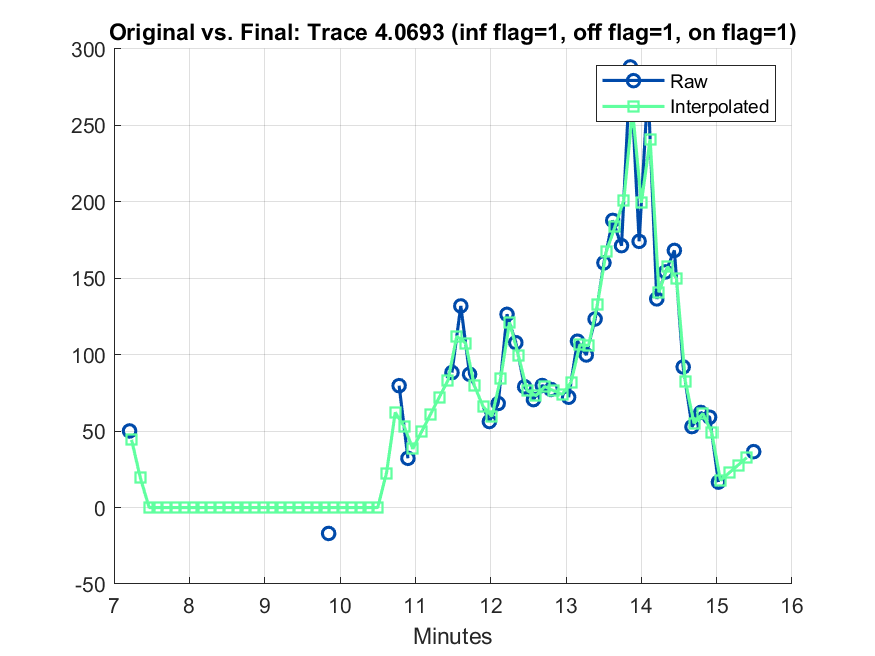 Original vs. Final: Trace 4.0693 (inf flag=1, off flag=1, on flag=1)
300
250
200
150
100
50
0
-50
Raw
Interpolated
7 8 9 10 11 12 13 14 15 16
Minutes